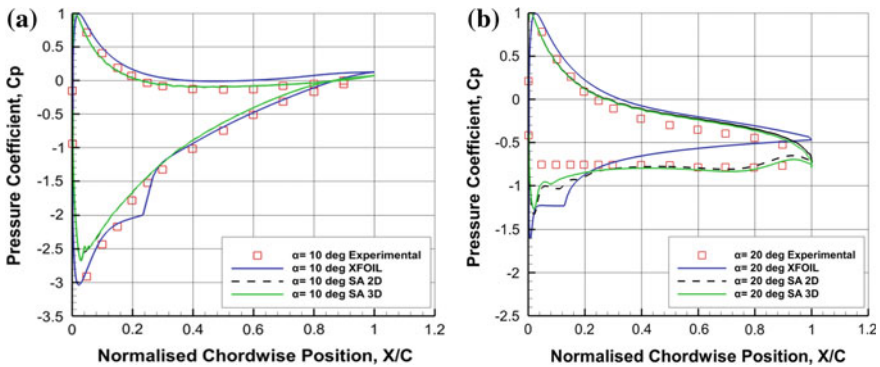 (a)
Pressure Coefficient, Cp
1
0.5
0
-0.5
-1
-1.5
-2
-2.5
-3
-3.5
0
0.2
0.4
0.6
0.8
1
1.2
Normalised Chordwise Position, X/C
α= 10 deg Experimental
α= 10 deg XFOIL
α= 10 deg SA 2D
α= 10 deg SA 3D
(b)
Pressure Coefficient, Cp
1
0.5
0
-0.5
-1
-1.5
-2
-2.5
0
0.2
0.4
0.6
0.8
1
1.2
Normalised Chordwise Position, X/C
α= 20 deg Experimental
α= 20 deg XFOIL
α= 20 deg SA 2D
α= 20 deg SA 3D